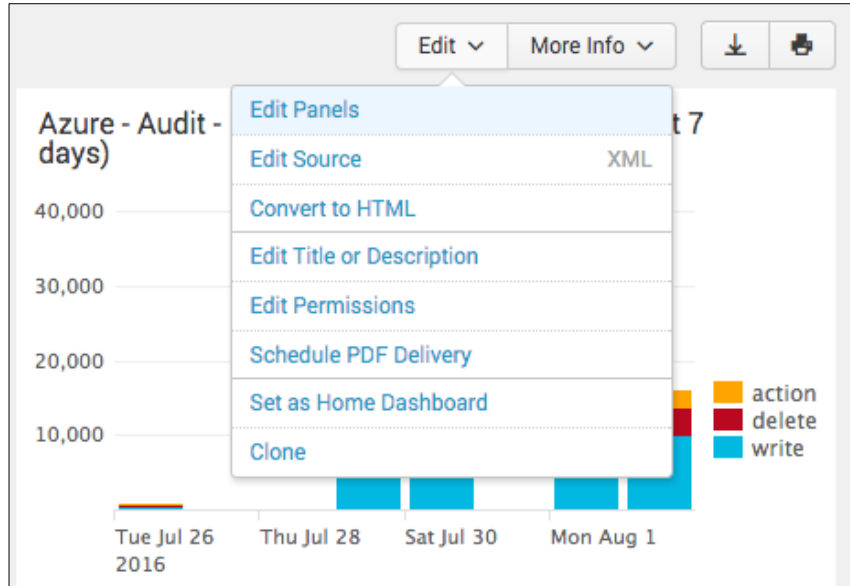 Edit More Info
Azure - Audit - t 7
days)
Edit Panels
Edit Source XML
Convert to HTML
Edit Title or Description
Edit Permissions
Schedule PDF Delivery
Set as Home Dashboard
Clone
40,000
30,000
20,000
10,000
action
delete
write
Tue Jul 26 Thu Jul 28 Sat Jul 30 Mon Aug 1
2016